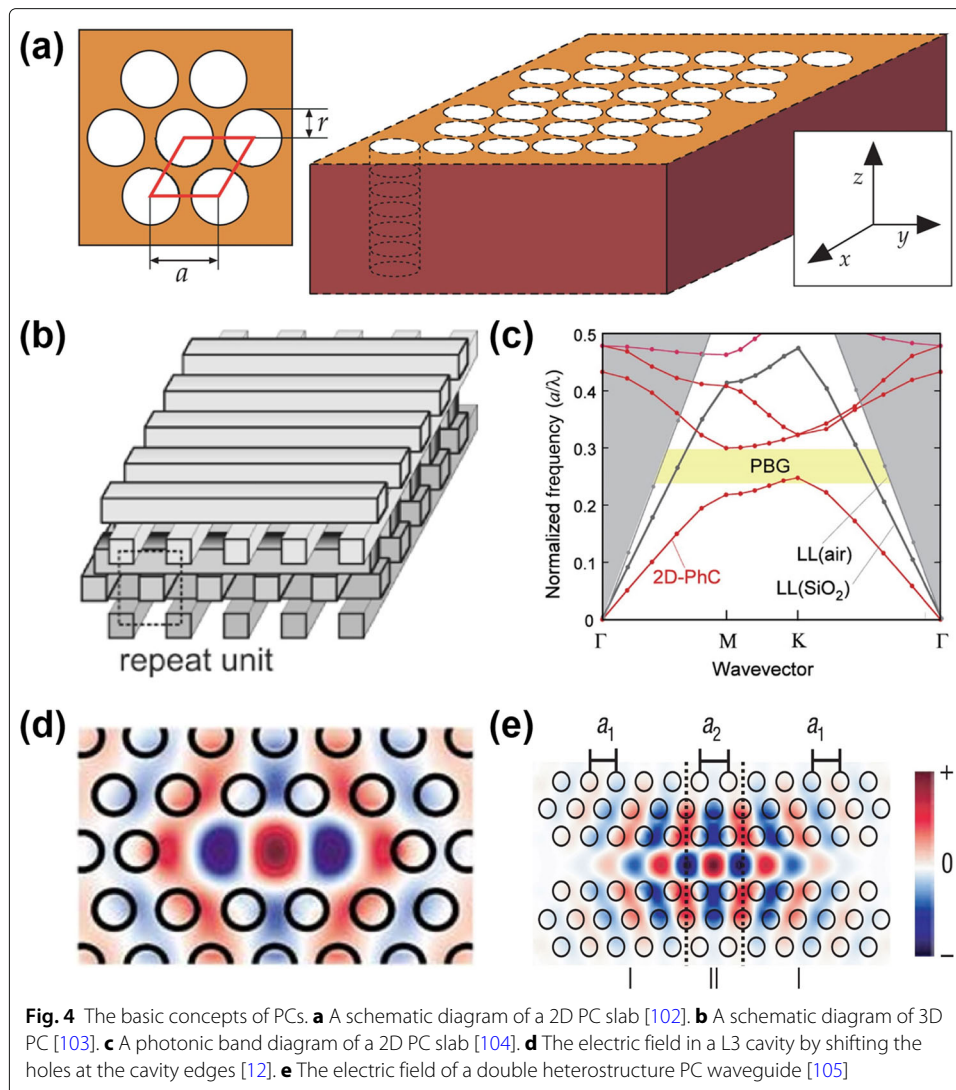 (a)
r
a
z
y
x
(b)
repeat unit
(c)
Normalized frequency (a/λ)
0.5
0.4
0.3
0.2
0.1
0
PBG
2D-PhC
LL(air)
LL(SiO₂)
Γ M K Γ
Wavevector
(d)
(e)
a₁ a₂ a₁
I II I
+
0
−
Fig. 4 The basic concepts of PCs. a A schematic diagram of a 2D PC slab [102]. b A schematic diagram of 3D
PC [103]. c A photonic band diagram of a 2D PC slab [104]. d The electric field in a L3 cavity by shifting the
holes at the cavity edges [12]. e The electric field of a double heterostructure PC waveguide [105]